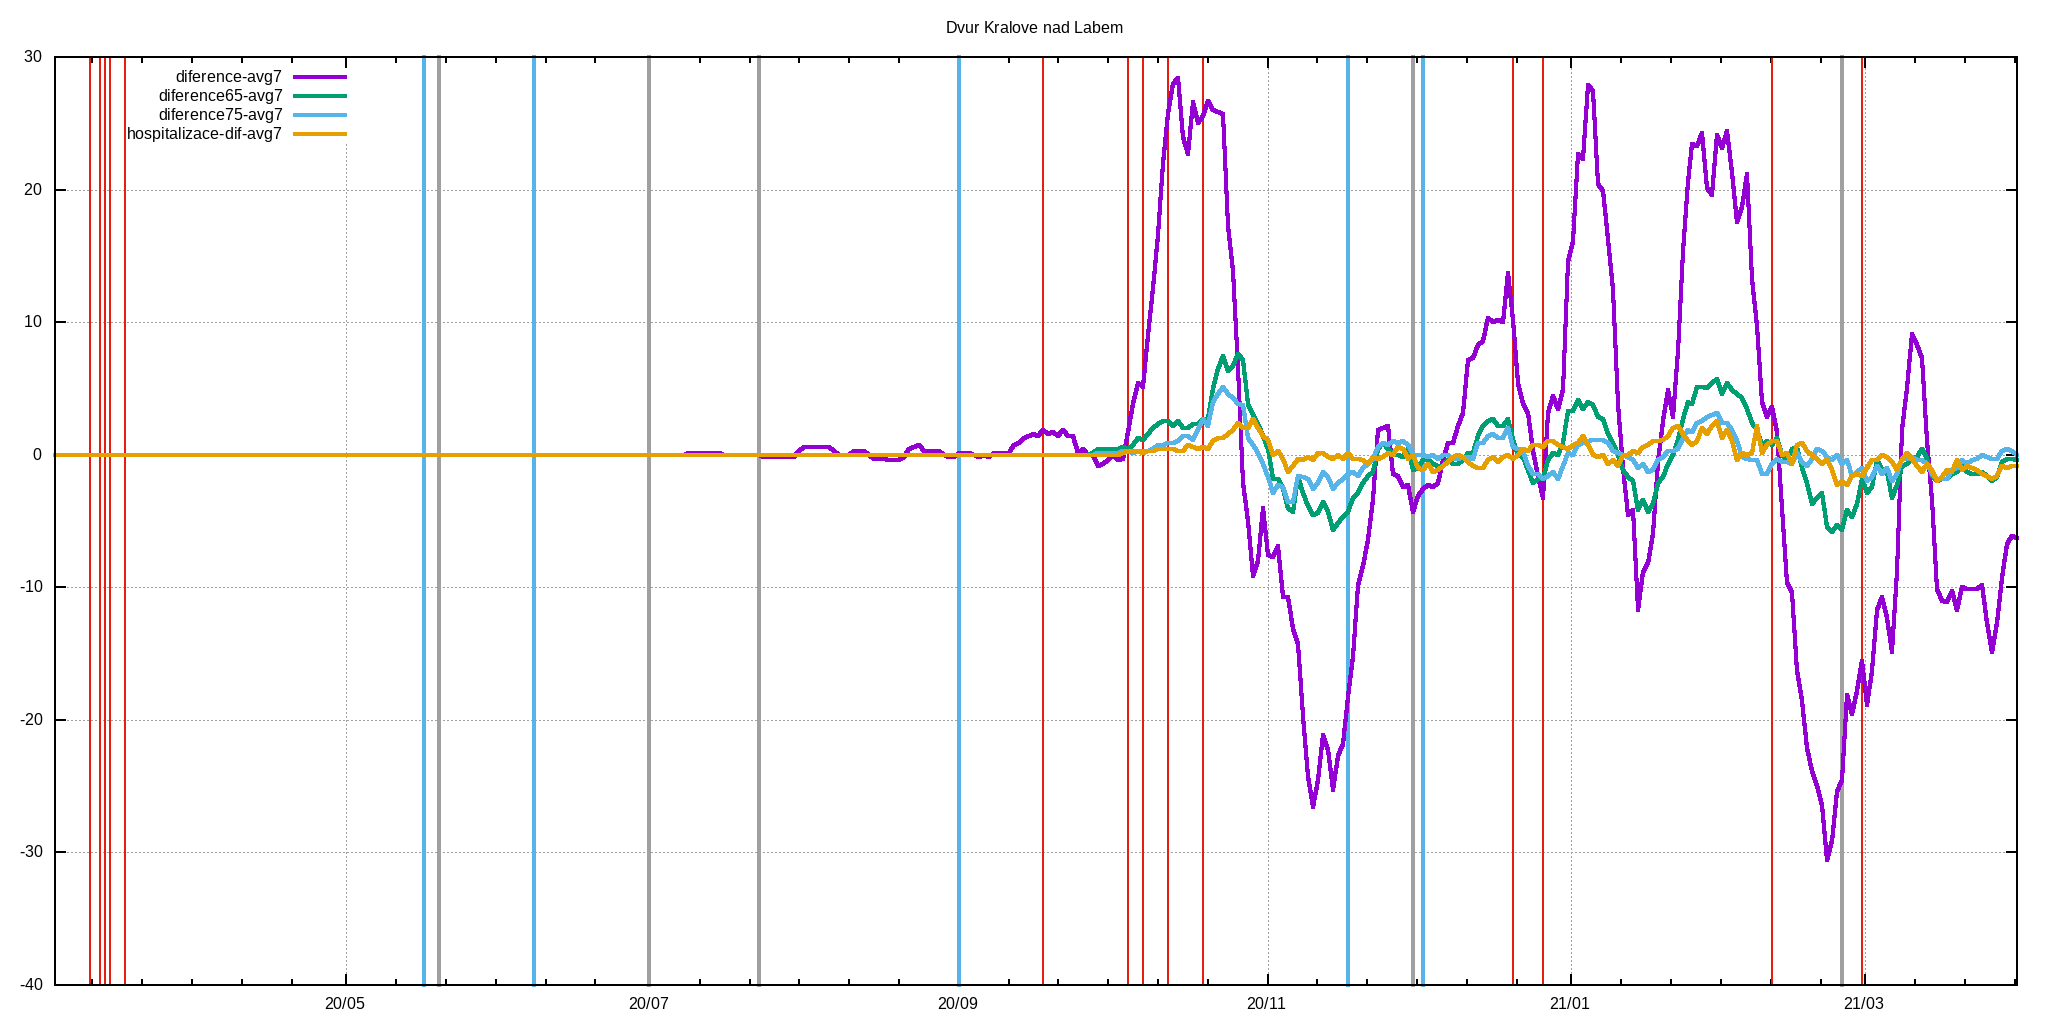 Dvur Kralove nad Labem
30
20
10
0
-10
-20
-30
-40
diference-avg7
diference65-avg7
diference75-avg7
hospitalizace-dif-avg7
20/05
20/07
20/09
20/11
21/01
21/03